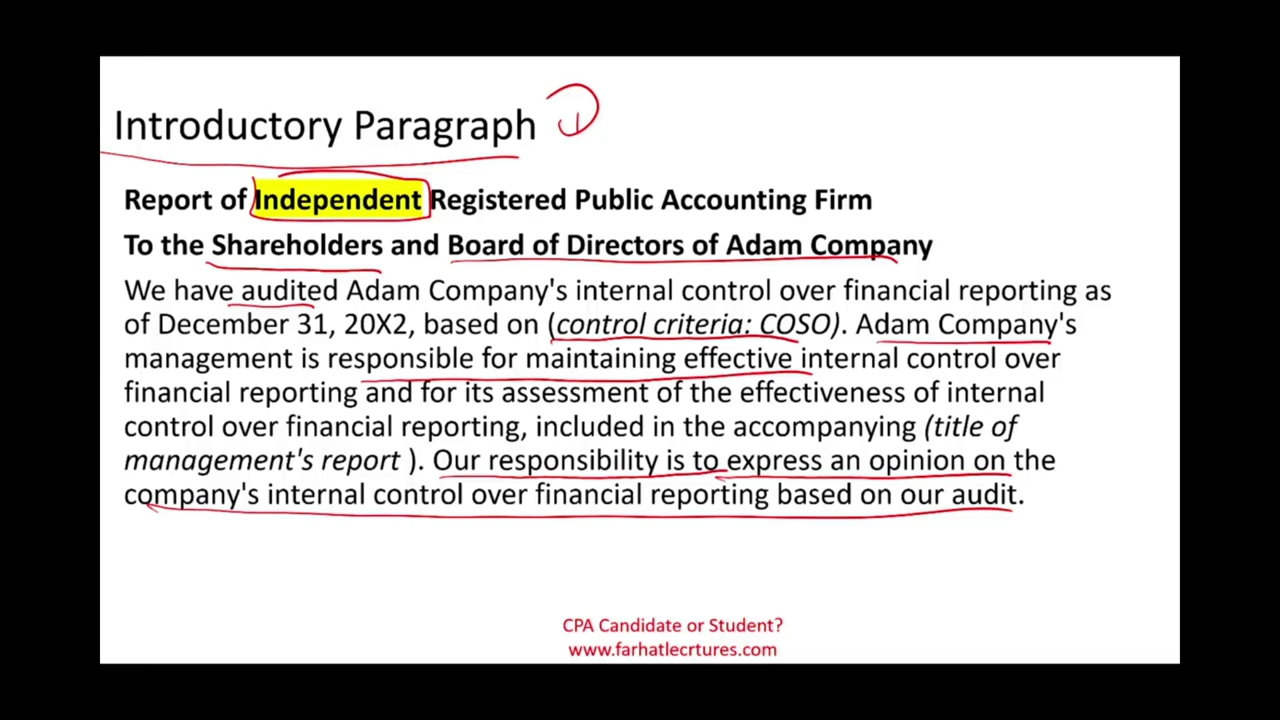 Introductory Paragraph
Report of Independent Registered Public Accounting Firm
To the Shareholders and Board of Directors of Adam Company
We have audited Adam Company's internal control over financial reporting as
of December 31, 20X2, based on (control criteria: COSO). Adam Company's
management is responsible for maintaining effective internal control over
financial reporting and for its assessment of the effectiveness of internal
control over financial reporting, included in the accompanying (title of
management's report ). Our responsibility is to express an opinion on the
company's internal control over financial reporting based on our audit.
CPA Candidate or Student?
www.farhatlecrtures.com